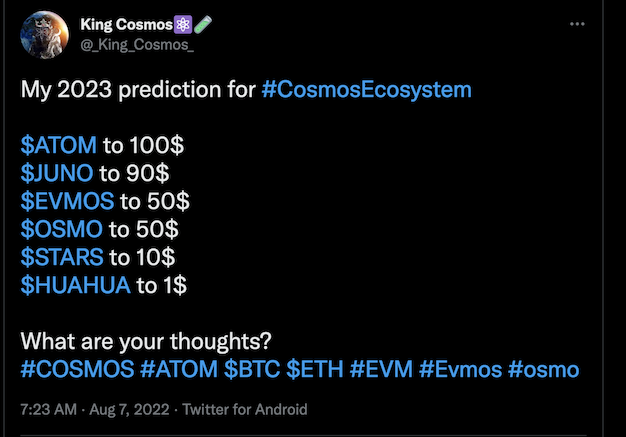 King Cosmos⚛️🧪
@_King_Cosmos_
My 2023 prediction for #CosmosEcosystem
$ATOM to 100$
$JUNO to 90$
$EVMOS to 50$
$OSMO to 50$
$STARS to 10$
$HUAHUA to 1$
What are your thoughts?
#COSMOS #ATOM $BTC $ETH #EVM #Evmos #osmo
7:23 AM · Aug 7, 2022 · Twitter for Android